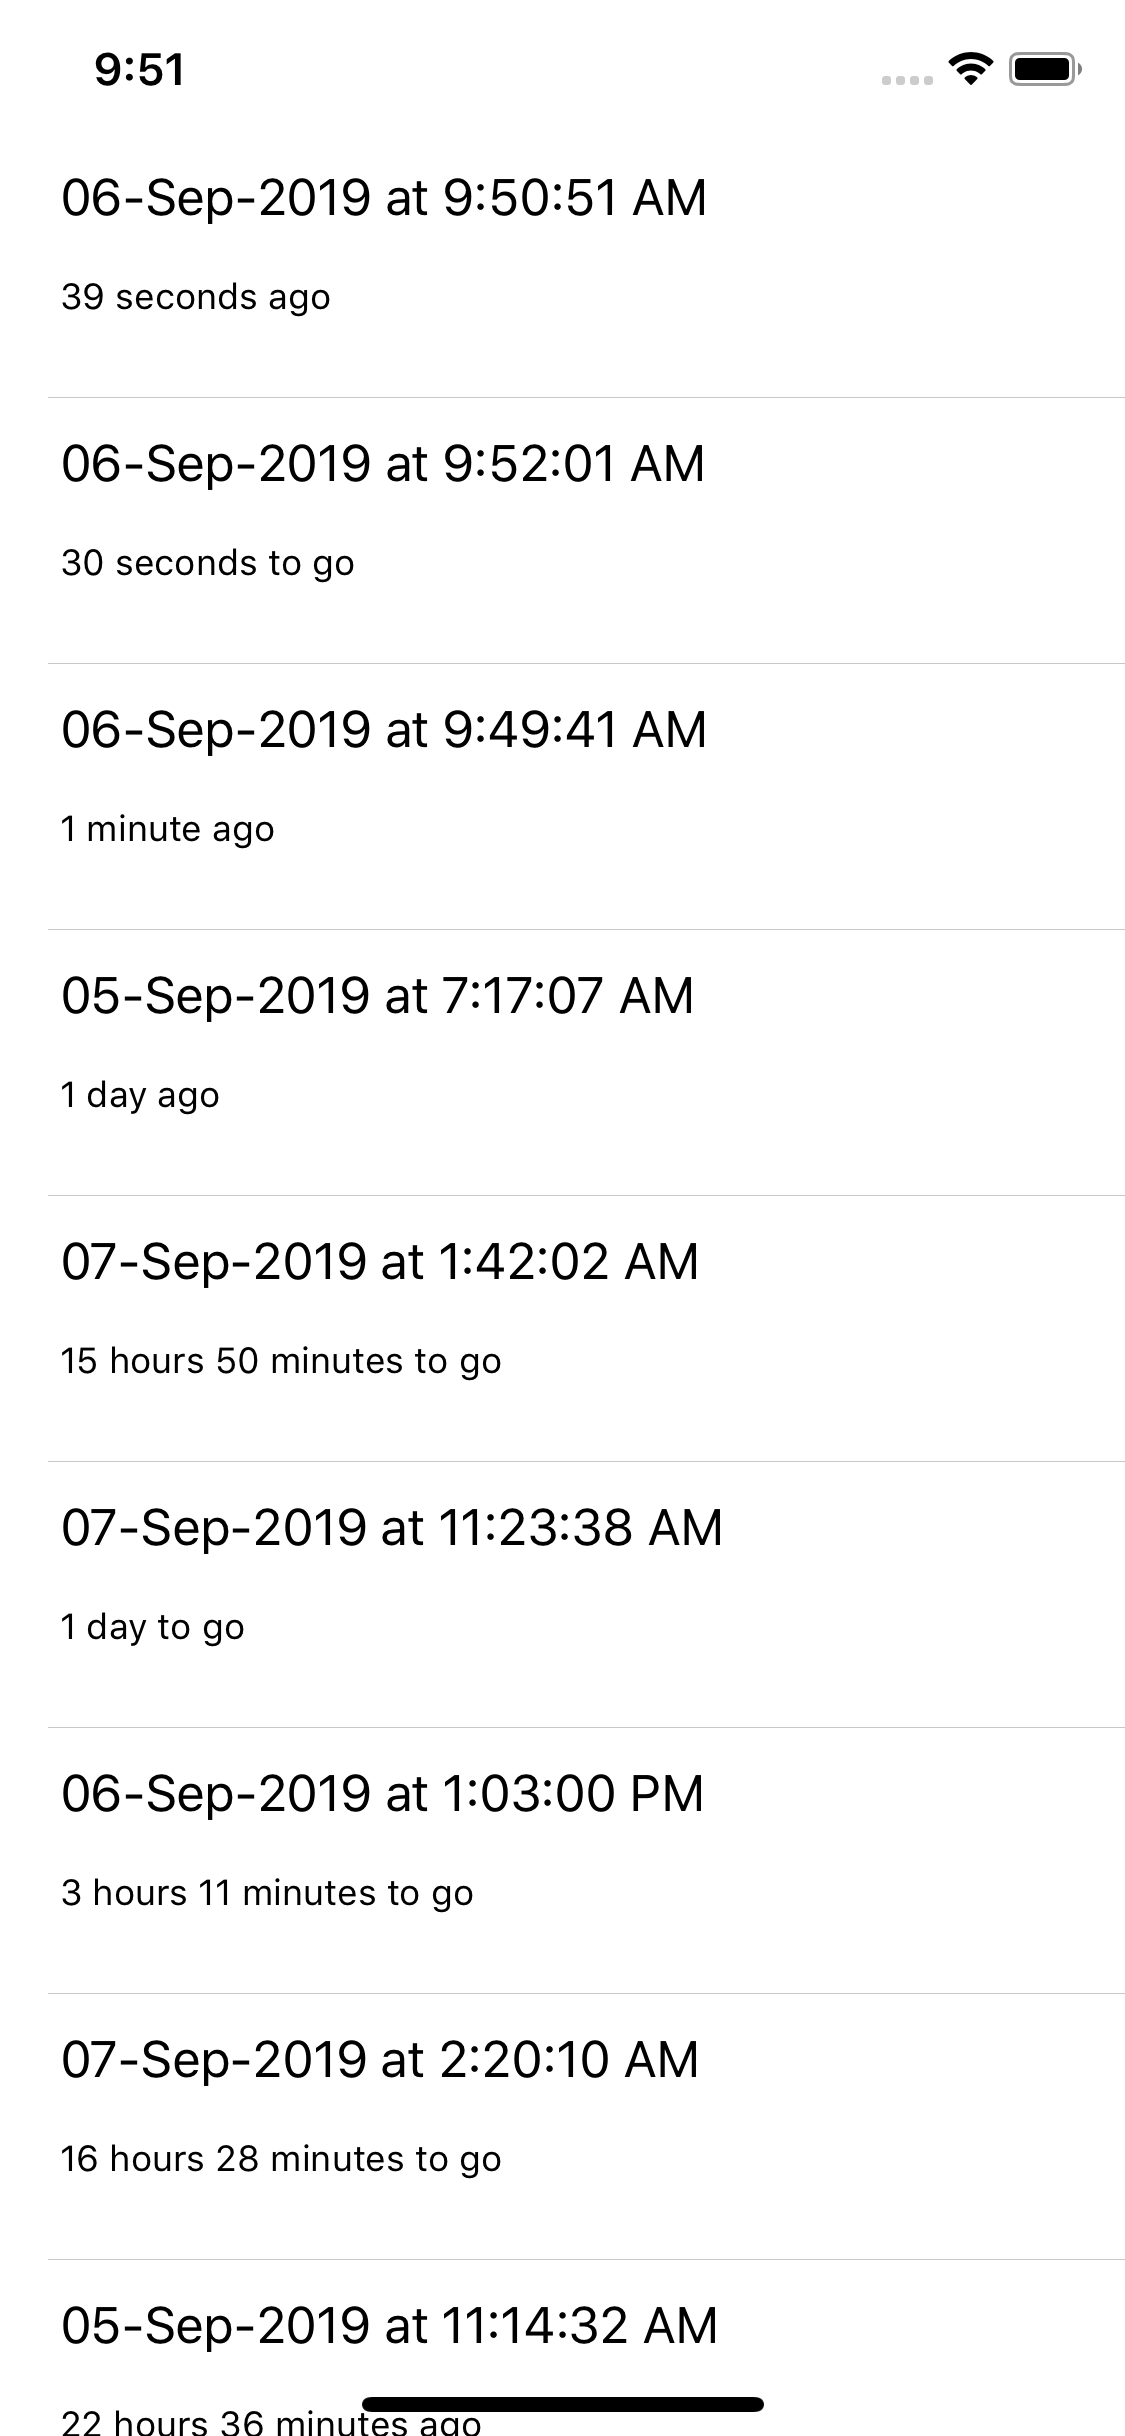 9:51
06-Sep-2019 at 9:50:51 AM
39 seconds ago
06-Sep-2019 at 9:52:01 AM
30 seconds to go
06-Sep-2019 at 9:49:41 AM
1 minute ago
05-Sep-2019 at 7:17:07 AM
1 day ago
07-Sep-2019 at 1:42:02 AM
15 hours 50 minutes to go
07-Sep-2019 at 11:23:38 AM
1 day to go
06-Sep-2019 at 1:03:00 PM
3 hours 11 minutes to go
07-Sep-2019 at 2:20:10 AM
16 hours 28 minutes to go
05-Sep-2019 at 11:14:32 AM
22 hours 36 minutes ago